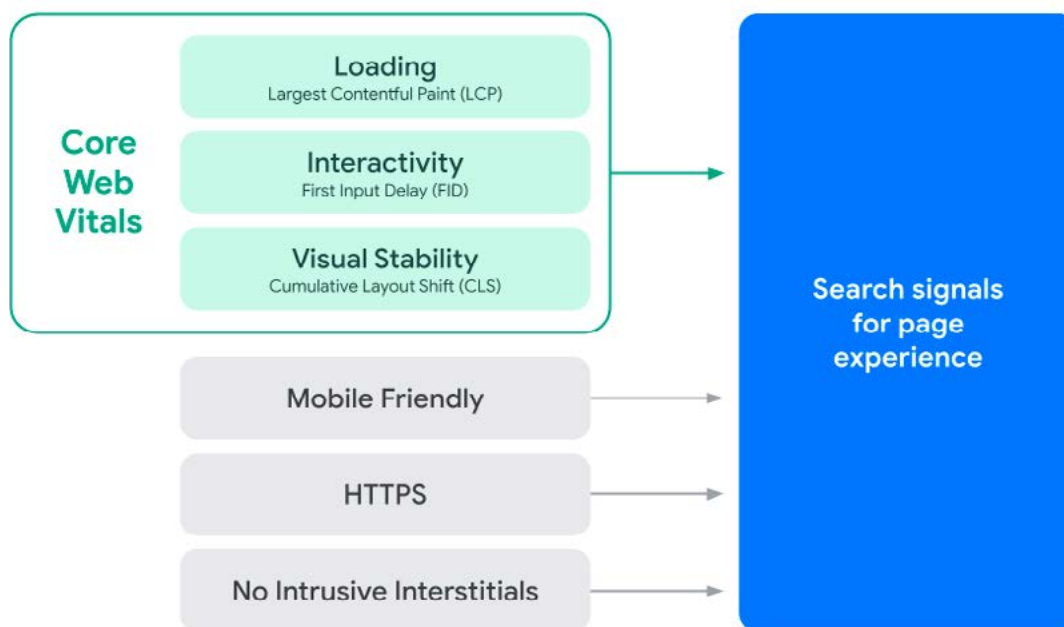 Core
Web
Vitals
Loading
Largest Contentful Paint (LCP)
Interactivity
First Input Delay (FID)
Visual Stability
Cumulative Layout Shift (CLS)
Mobile Friendly
HTTPS
No Intrusive Interstitials
Search signals
for page
experience